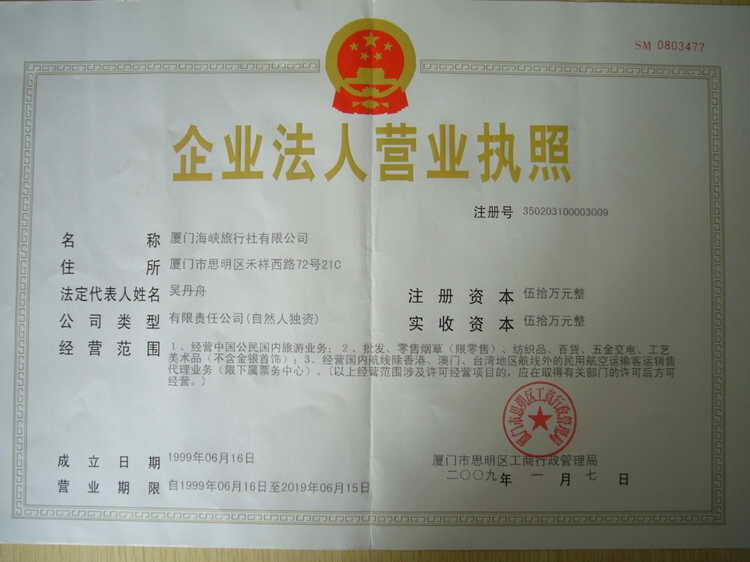 SM 0803477
企业法人营业执照
注册号 350203100003009
名称 厦门海峡旅行社有限公司
住所 厦门市思明区禾祥西路72号21C
法定代表人姓名 吴丹舟
注册资本 伍拾万元整
公司类型 有限责任公司(自然人独资)
实收资本 伍拾万元整
经营范围 1、经营中国公民国内旅游业务；2、批发、零售烟草（限零售）、纺织品、百货、五金交电、工艺
美术品（不含金银首饰）；3、经营国内航线除香港、澳门、台湾地区航线外的民用航空运输客运销售
代理业务（限下属票务中心）。（以上经营范围涉及许可经营项目的，应在取得有关部门的许可后方可
经营。）
厦门市思明区工商行政管理局
成立日期 1999年06月16日
厦门市思明区工商行政管理局
二〇〇九年一月七日
营业期限 自1999年06月16日至2019年06月15日